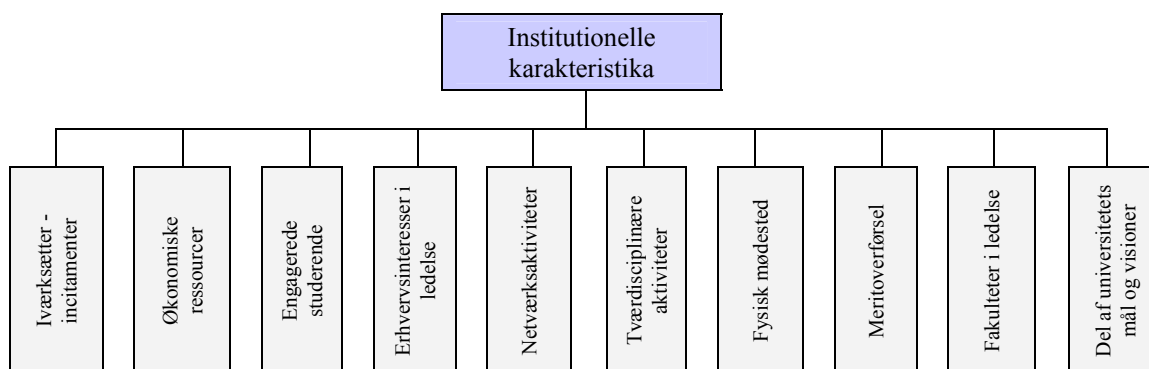 Institutionelle
karakteristika
Iværksætter -
incitamenter
Økonomiske
ressourcer
Engagerede
studerende
Erhvervsinteresser i
ledelse
Netværksaktiviteter
Tværdisciplinære
aktiviteter
Fysisk mødested
Meritoverførsel
Fakulteter i ledelse
Del af universitetets
mål og visioner